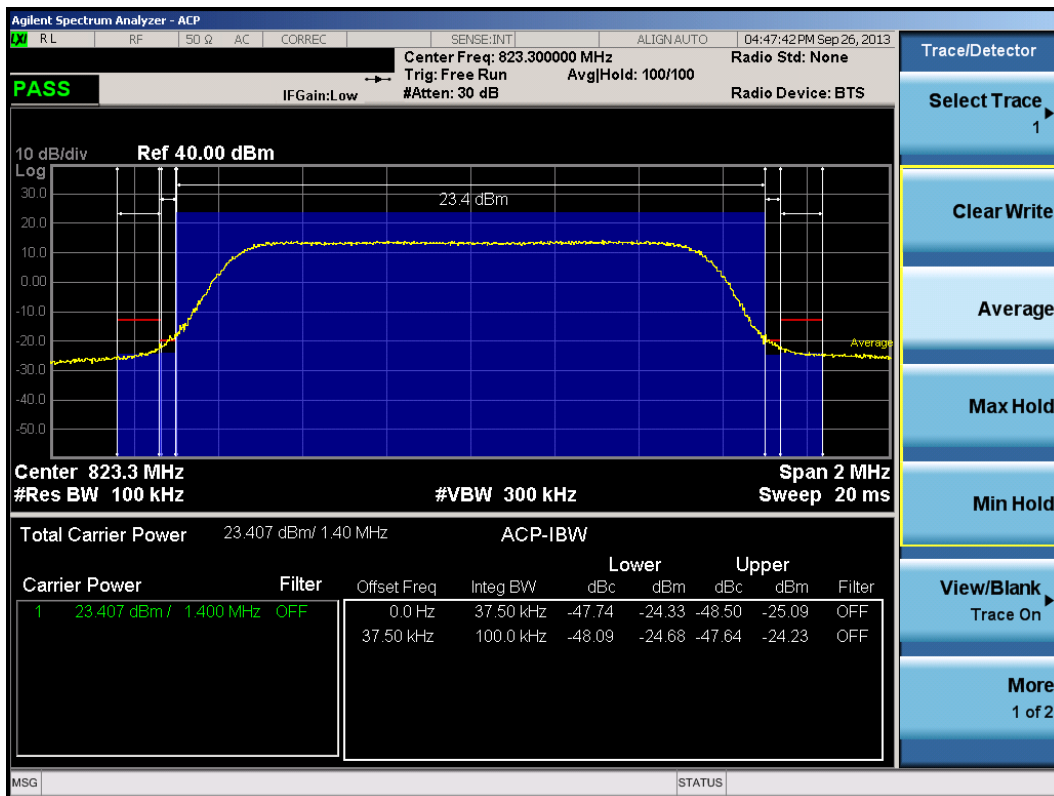 Agilent Spectrum Analyzer - ACP
LXI RL RF 50 Ω AC CORREC SENSE:INT ALIGN AUTO 04:47:42 PM Sep 26, 2013
Center Freq: 823.300000 MHz Radio Std: None
Trig: Free Run Avg|Hold: 100/100
PASS IFGain:Low #Atten: 30 dB Radio Device: BTS
10 dB/div Ref 40.00 dBm
Log
30.0
23.4 dBm
20.0
10.0
0.00
-10.0
-20.0
Average
-30.0
-40.0
-50.0
Center 823.3 MHz Span 2 MHz
#Res BW 100 kHz #VBW 300 kHz Sweep 20 ms
Total Carrier Power 23.407 dBm/ 1.40 MHz ACP-IBW
Lower Upper
Carrier Power Filter Offset Freq Integ BW dBc dBm dBc dBm Filter
1 23.407 dBm / 1.400 MHz OFF 0.0 Hz 37.50 kHz -47.74 -24.33 -48.50 -25.09 OFF
37.50 kHz 100.0 kHz -48.09 -24.68 -47.64 -24.23 OFF
MSG STATUS
Trace/Detector
Select Trace
1
Clear Write
Average
Max Hold
Min Hold
View/Blank
Trace On
More
1 of 2